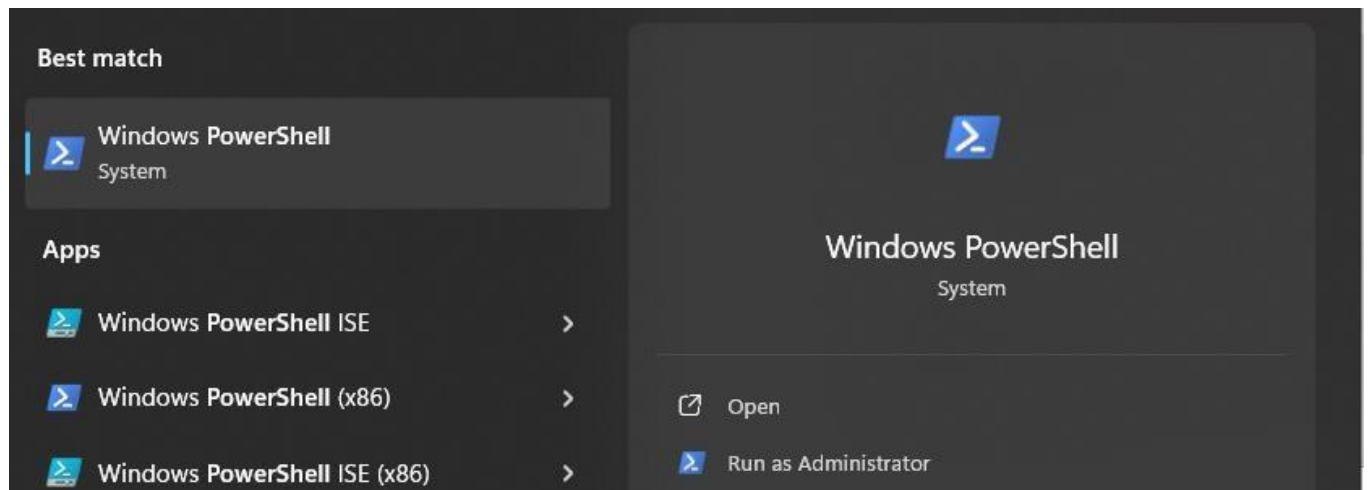 Best match
Windows PowerShell
System
Apps
Windows PowerShell ISE
Windows PowerShell (x86)
Windows PowerShell ISE (x86)
Windows PowerShell
System
Open
Run as Administrator